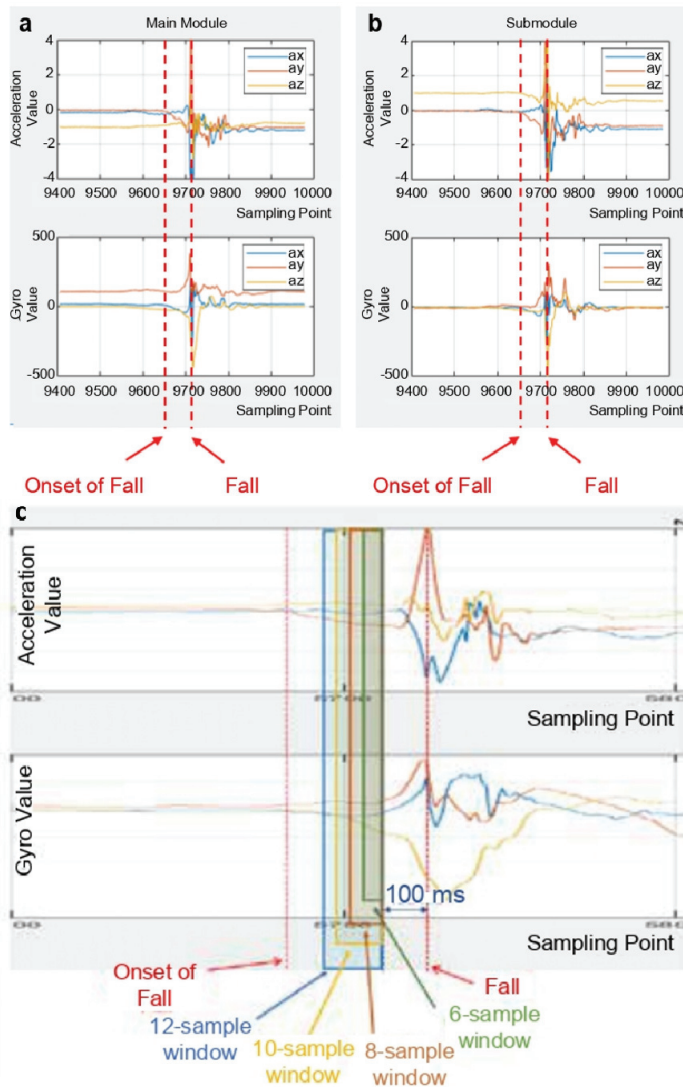 a
Main Module
4
2
0
-2
-4
Acceleration
Value
ax
ay
az
9400 9500 9600 9700 9800 9900 10000
Sampling Point
500
0
-500
Gyro
Value
ax
ay
az
9400 9500 9600 9700 9800 9900 10000
Sampling Point
Onset of Fall
Fall
b
Submodule
4
2
0
-2
-4
Acceleration
Value
ax
ay
az
9400 9500 9600 9700 9800 9900 10000
Sampling Point
500
0
-500
Gyro
Value
ax
ay
az
9400 9500 9600 9700 9800 9900 10000
Sampling Point
Onset of Fall
Fall
c
Acceleration
Value
00
Sampling Point
Gyro Value
100 ms
00
Sampling Point
Onset of
Fall
Fall
12-sample
window
10-sample
window
8-sample
window
6-sample
window